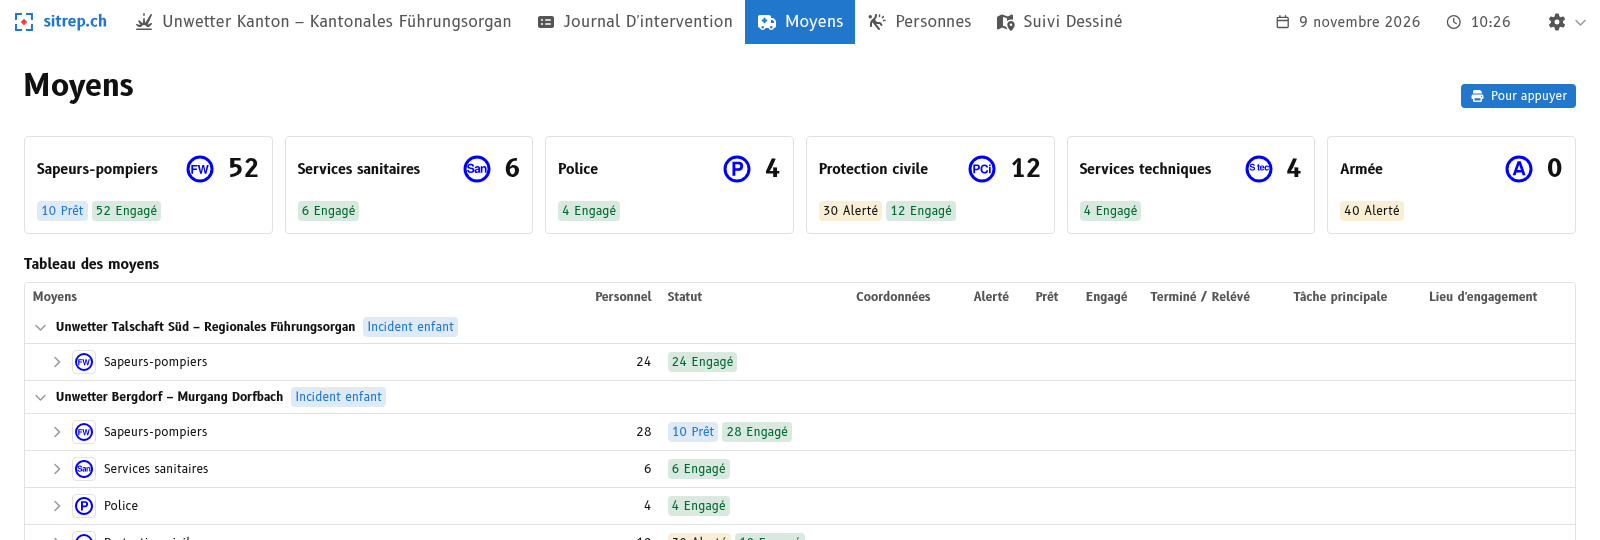 sitrep.ch Unwetter Kanton – Kantonales Führungsorgan Journal D'intervention Moyens Personnes Suivi Dessiné 9 novembre 2026 10:26
Moyens
Pour appuyer
Sapeurs-pompiers FW 52
10 Prêt 52 Engagé
Services sanitaires San 6
6 Engagé
Police P 4
4 Engagé
Protection civile PCi 12
30 Alerté 12 Engagé
Services techniques S tec 4
4 Engagé
Armée A 0
40 Alerté
Tableau des moyens
Moyens Personnel Statut Coordonnées Alerté Prêt Engagé Terminé / Relévé Tâche principale Lieu d'engagement
Unwetter Talschaft Süd – Regionales Führungsorgan Incident enfant
FW Sapeurs-pompiers 24 24 Engagé
Unwetter Bergdorf – Murgang Dorfbach Incident enfant
FW Sapeurs-pompiers 28 10 Prêt 28 Engagé
San Services sanitaires 6 6 Engagé
P Police 4 4 Engagé